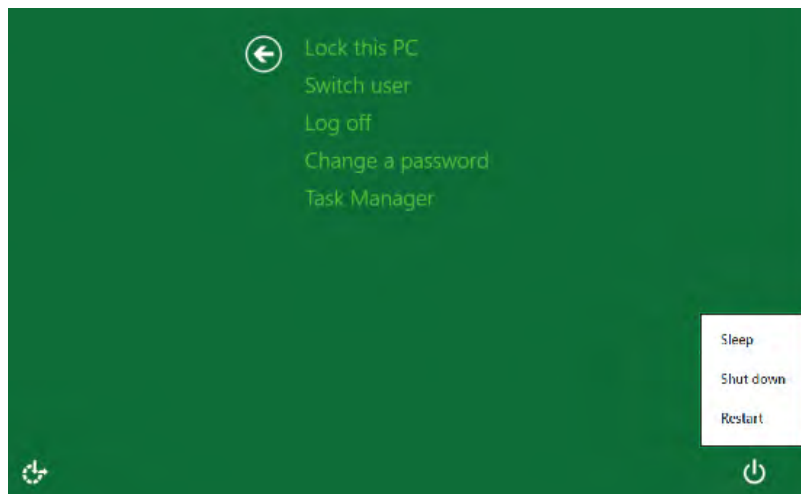 Lock this PC
Switch user
Log off
Change a password
Task Manager
Sleep
Shut down
Restart